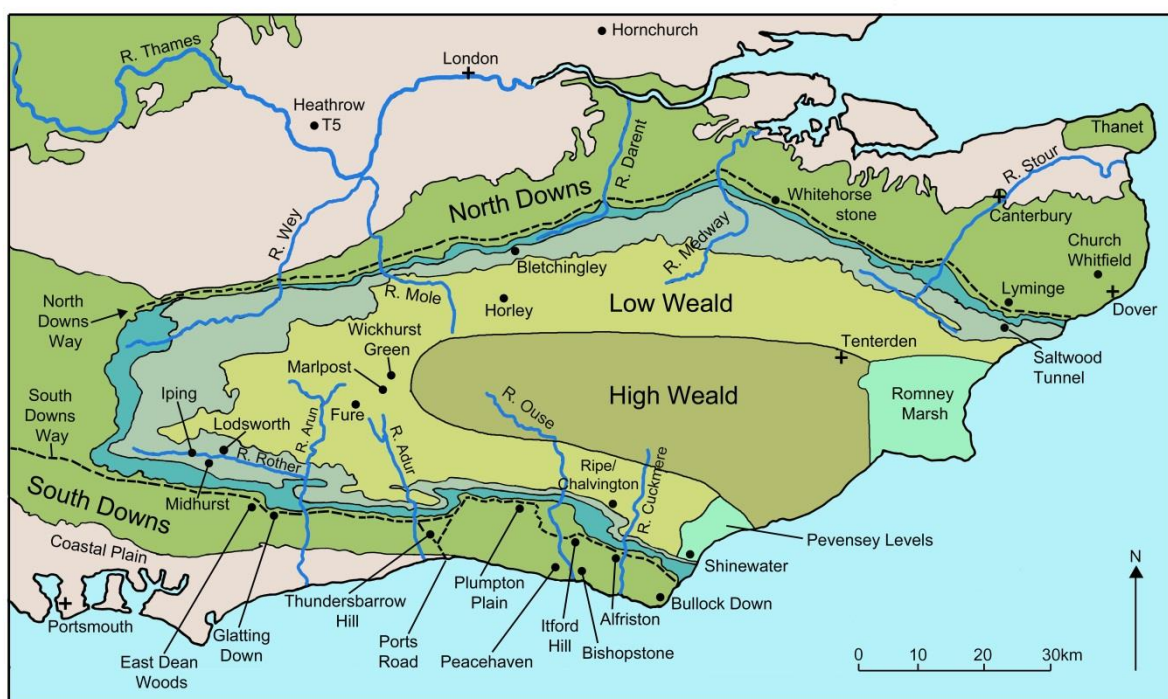 R. Thames
Hornchurch
London
Heathrow
T5
Thanet
R. Darent
R. Stour
North Downs
Whitehorse
stone
Canterbury
R. Wey
R. Medway
Church
Whitfield
Bletchingley
North
Downs
Way
R. Mole
Horley
Low Weald
Lyminge
Dover
Wickhurst
Green
Marlpost
Tenterden
Saltwood
Tunnel
South
Downs
Way
Iping
Lodsworth
Fure
R. Arun
R. Adur
R. Ouse
High Weald
Romney
Marsh
R. Rother
Midhurst
Ripe/
Chalvington
R. Cuckmere
South Downs
Coastal Plain
Pevensey Levels
Shinewater
N
Portsmouth
Glatting
Down
East Dean
Woods
Thundersbarrow
Hill
Ports
Road
Plumpton
Plain
Peacehaven
Itford
Hill
Bishopstone
Alfriston
Bullock Down
0 10 20 30km